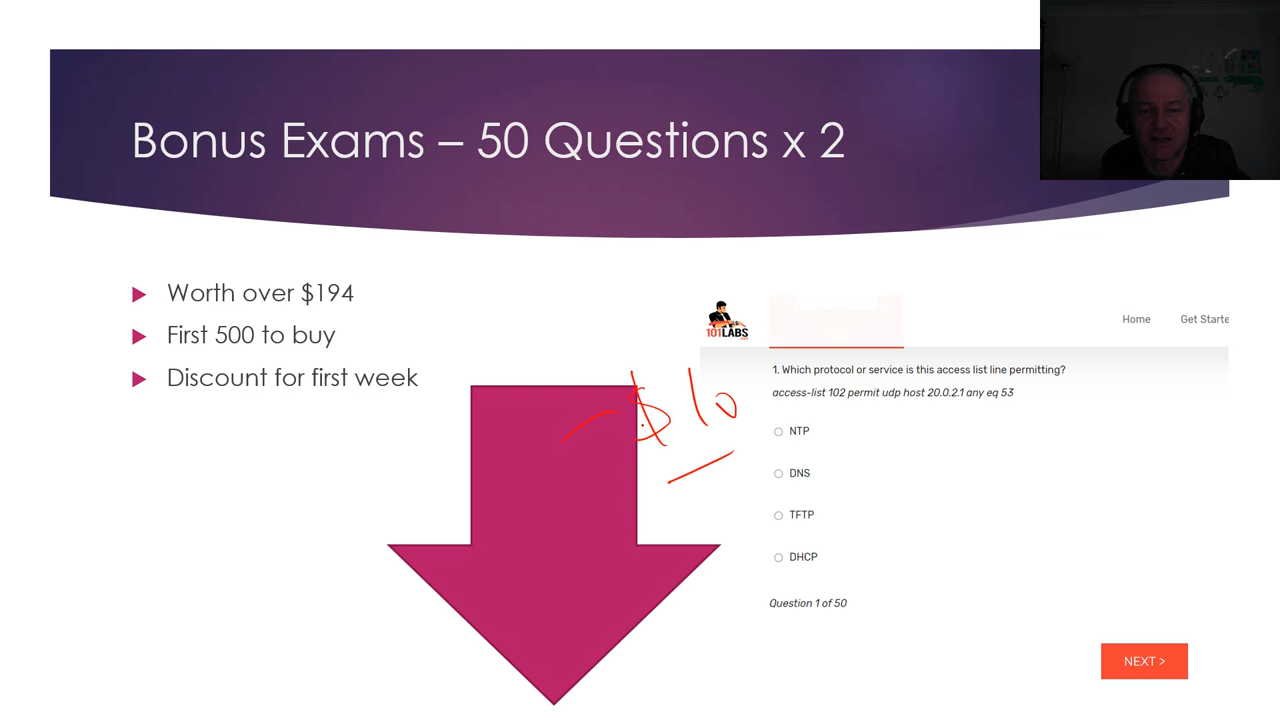 Bonus Exams – 50 Questions x 2
Worth over $194
First 500 to buy
Discount for first week
- $10
101LABS
.net
Home
Get Starte
1. Which protocol or service is this access list line permitting?
access-list 102 permit udp host 20.0.2.1 any eq 53
NTP
DNS
TFTP
DHCP
Question 1 of 50
NEXT >